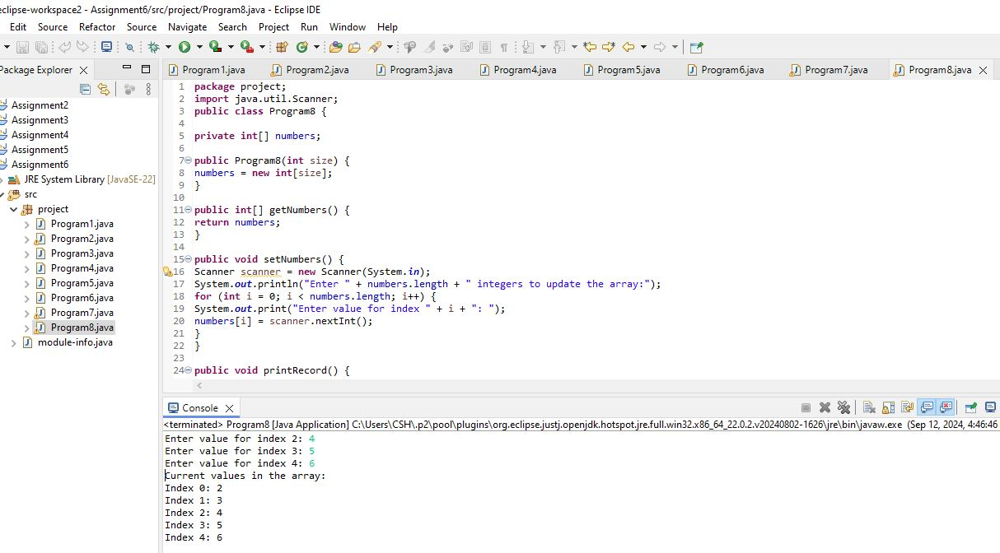 eclipse-workspace2 - Assignment6/src/project/Program8.java - Eclipse IDE
Edit Source Refactor Source Navigate Search Project Run Window Help
Package Explorer
Program1.java Program2.java Program3.java Program4.java Program5.java Program6.java Program7.java Program8.java
Assignment2
Assignment3
Assignment4
Assignment5
Assignment6
JRE System Library [JavaSE-22]
src
project
Program1.java
Program2.java
Program3.java
Program4.java
Program5.java
Program6.java
Program7.java
Program8.java
module-info.java
1 package project;
2 import java.util.Scanner;
3 public class Program8 {
4
5 private int[] numbers;
6
7 public Program8(int size) {
8 numbers = new int[size];
9 }
10
11 public int[] getNumbers() {
12 return numbers;
13 }
14
15 public void setNumbers() {
16 Scanner scanner = new Scanner(System.in);
17 System.out.println("Enter " + numbers.length + " integers to update the array:");
18 for (int i = 0; i < numbers.length; i++) {
19 System.out.print("Enter value for index " + i + ": ");
20 numbers[i] = scanner.nextInt();
21 }
22 }
23
24 public void printRecord() {
Console
<terminated> Program8 [Java Application] C:\Users\CSH\.p2\pool\plugins\org.eclipse.justj.openjdk.hotspot.jre.full.win32.x86_64_22.0.2.v20240802-1626\jre\bin\javaw.exe (Sep 12, 2024, 4:46:46
Enter value for index 2: 4
Enter value for index 3: 5
Enter value for index 4: 6
Current values in the array:
Index 0: 2
Index 1: 3
Index 2: 4
Index 3: 5
Index 4: 6